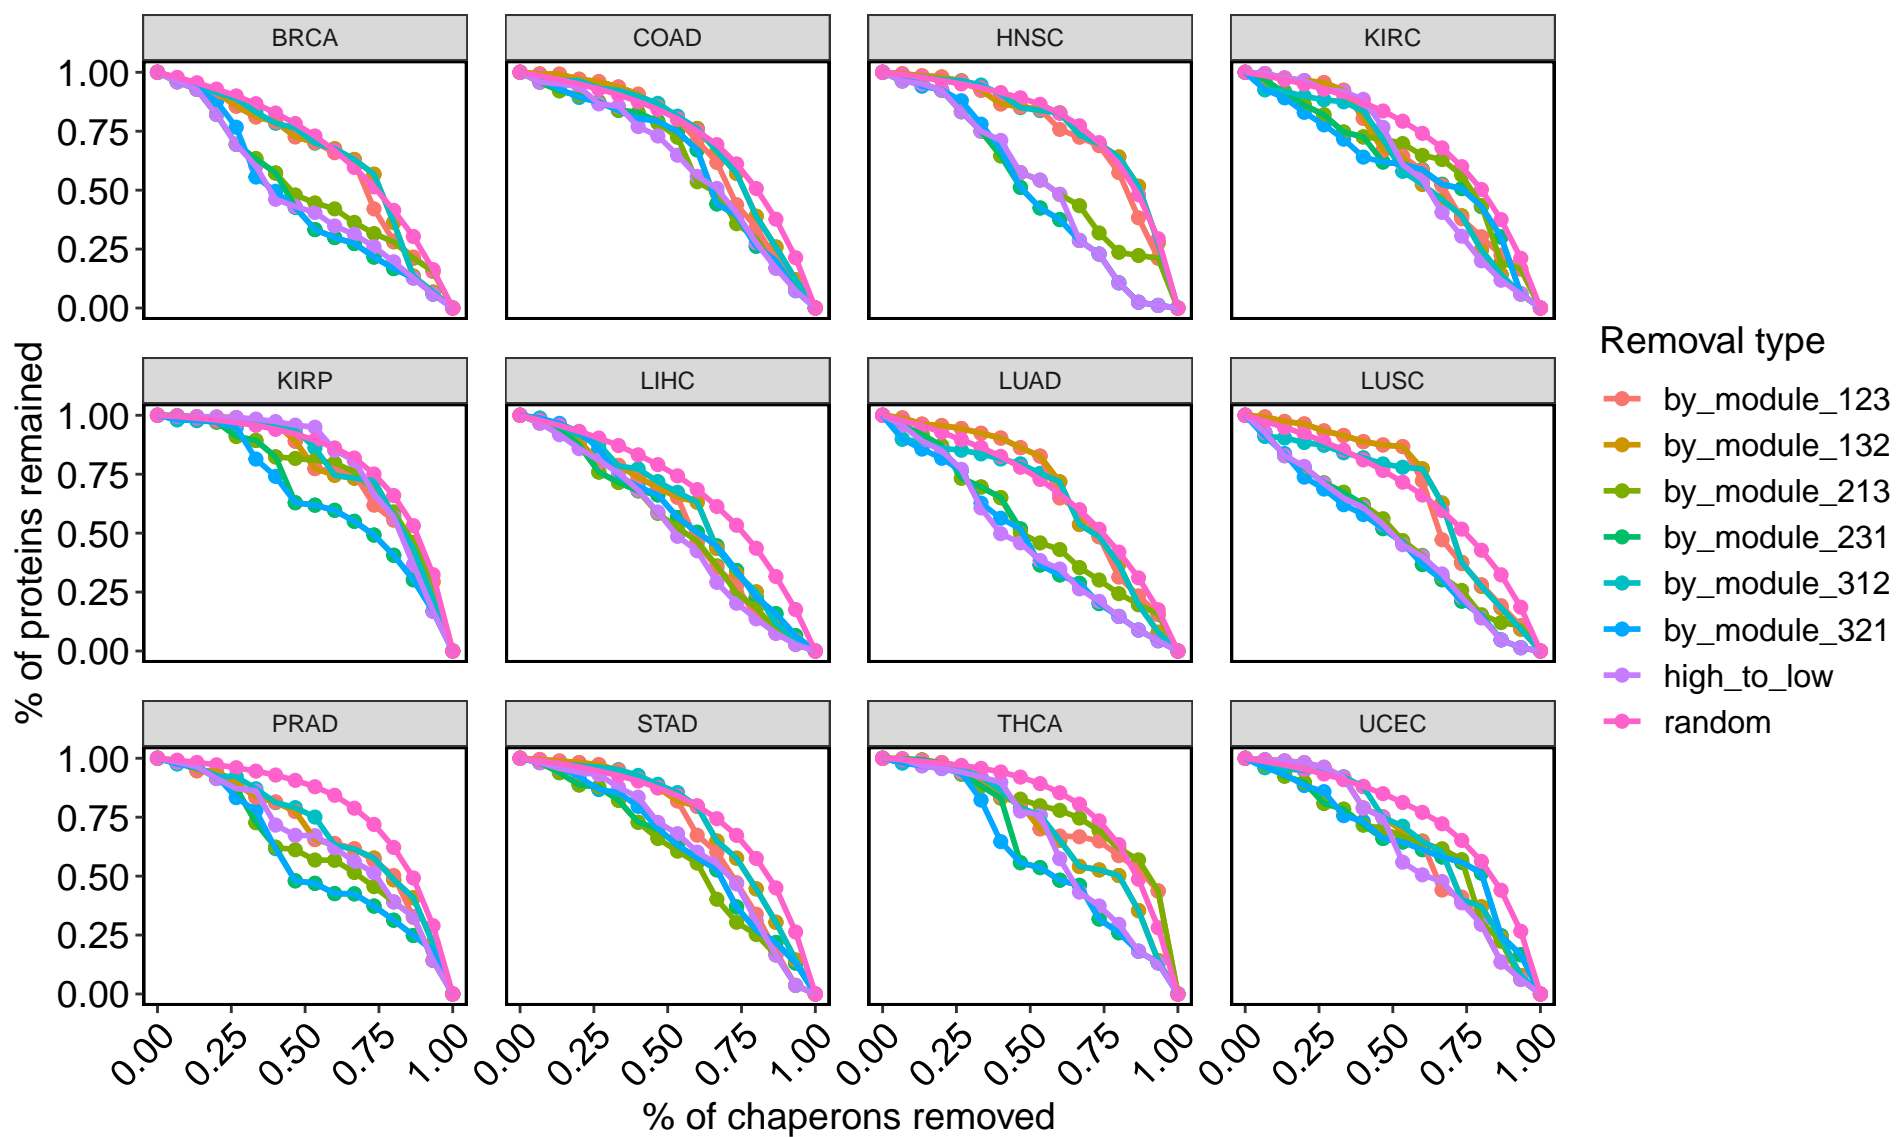 BRCA
COAD
HNSC
KIRC
1.00
0.75
0.50
0.25
0.00
KIRP
LIHC
LUAD
LUSC
1.00
0.75
0.50
0.25
0.00
PRAD
STAD
THCA
UCEC
1.00
0.75
0.50
0.25
0.00
0.00 0.25 0.50 0.75 1.00
0.00 0.25 0.50 0.75 1.00
0.00 0.25 0.50 0.75 1.00
0.00 0.25 0.50 0.75 1.00
% of chaperons removed
% of proteins remained
Removal type
by_module_123
by_module_132
by_module_213
by_module_231
by_module_312
by_module_321
high_to_low
random